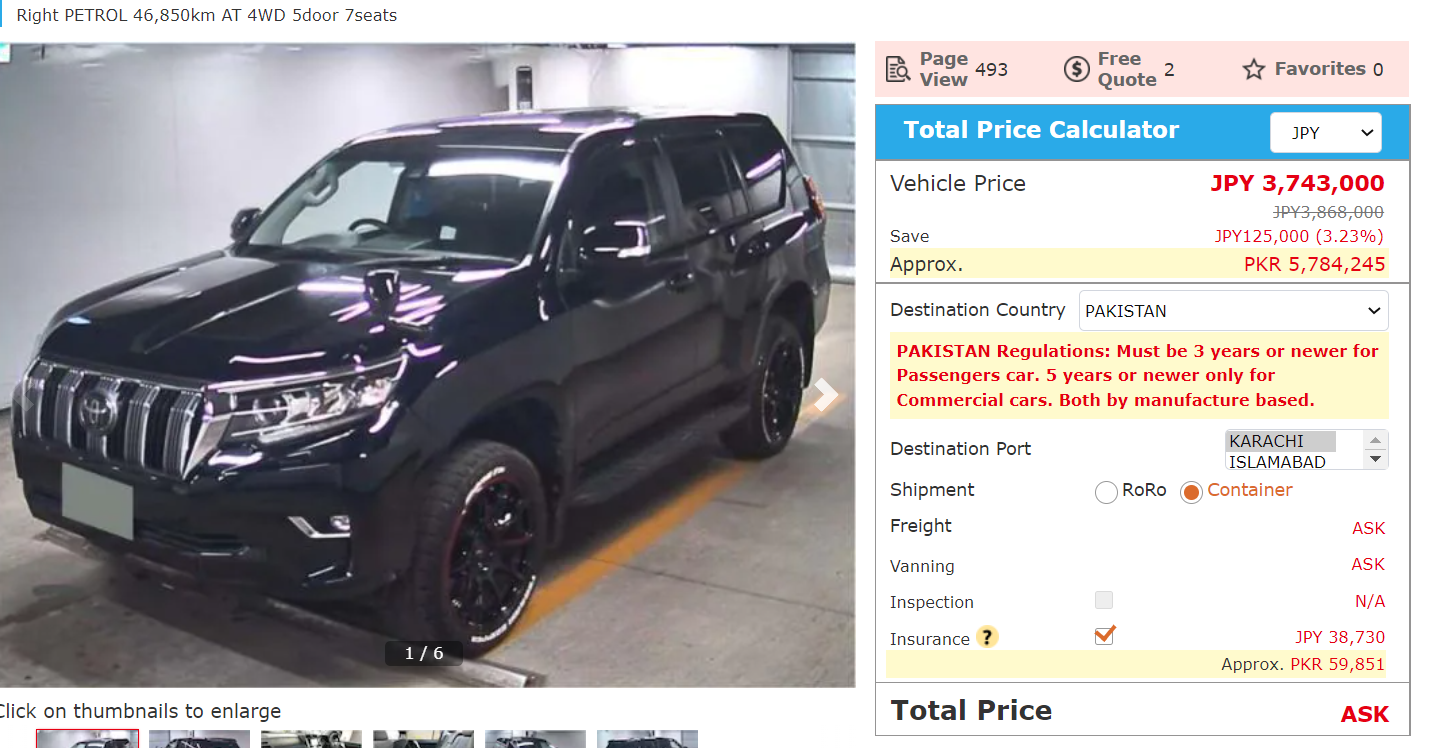 Right PETROL 46,850km AT 4WD 5door 7seats
Page View 493
Free Quote 2
Favorites 0
Total Price Calculator JPY
Vehicle Price JPY 3,743,000
JPY3,868,000
Save JPY125,000 (3.23%)
Approx. PKR 5,784,245
Destination Country PAKISTAN
PAKISTAN Regulations: Must be 3 years or newer for
Passengers car. 5 years or newer only for
Commercial cars. Both by manufacture based.
Destination Port KARACHI
ISLAMABAD
Shipment RoRo Container
Freight ASK
Vanning ASK
Inspection N/A
Insurance ? JPY 38,730
Approx. PKR 59,851
Total Price ASK
1 / 6
Click on thumbnails to enlarge